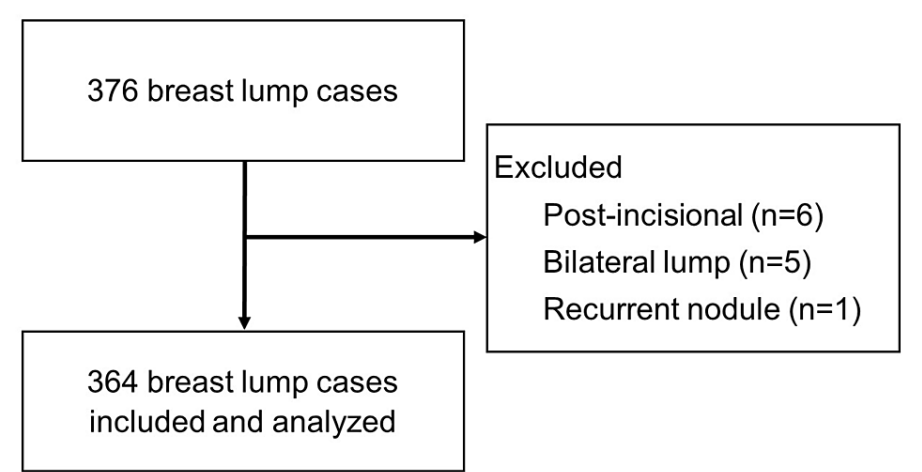 376 breast lump cases
Excluded
Post-incisional (n=6)
Bilateral lump (n=5)
Recurrent nodule (n=1)
364 breast lump cases
included and analyzed